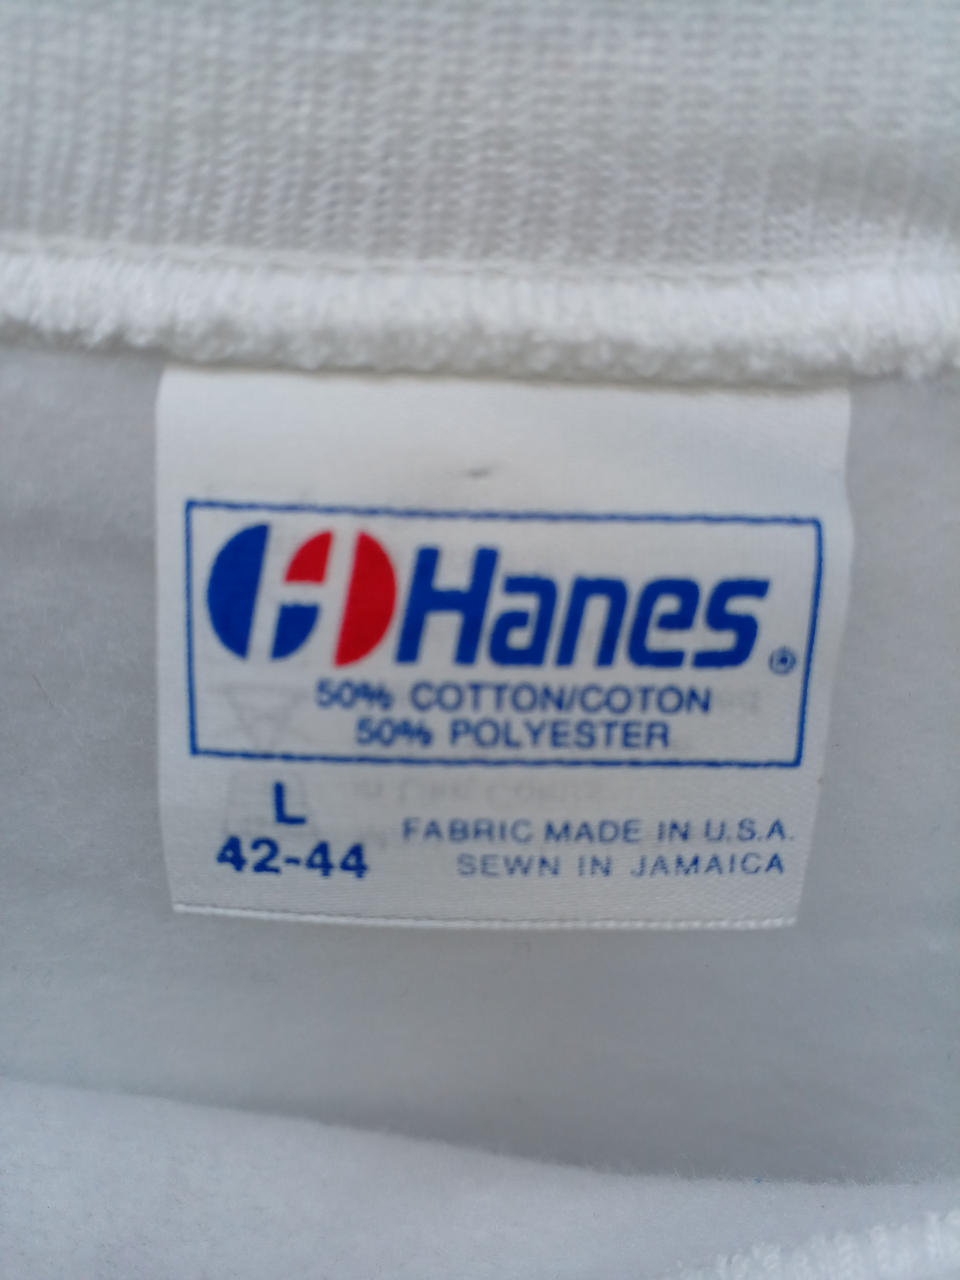 Hanes®
50% COTTON/COTON
50% POLYESTER
L
42-44
FABRIC MADE IN U.S.A.
SEWN IN JAMAICA